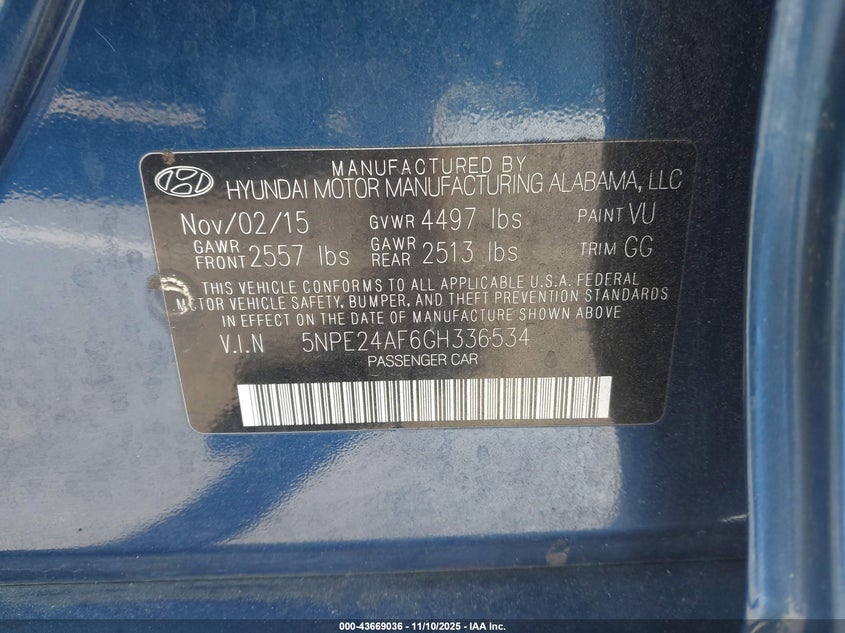 MANUFACTURED BY
HYUNDAI MOTOR MANUFACTURING ALABAMA, LLC
Nov/02/15 GVWR 4497 lbs PAINT VU
GAWR FRONT 2557 lbs GAWR REAR 2513 lbs TRIM GG
THIS VEHICLE CONFORMS TO ALL APPLICABLE U.S.A. FEDERAL
MOTOR VEHICLE SAFETY, BUMPER, AND THEFT PREVENTION STANDARDS
IN EFFECT ON THE DATE OF MANUFACTURE SHOWN ABOVE.
V.I.N 5NPE24AF6GH336534
PASSENGER CAR
000-43669036 - 11/10/2025 - IAA Inc.